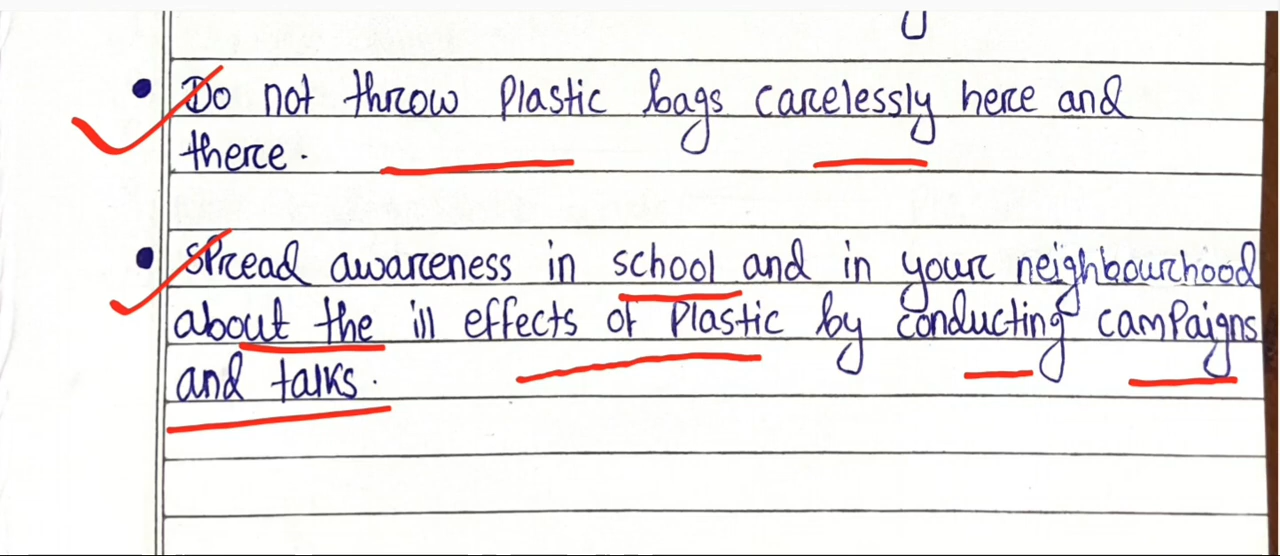 • Do not throw Plastic bags carelessly here and
there.
• Spread awareness in school and in your neighbourhood
about the ill effects of Plastic by conducting campaigns
and talks.